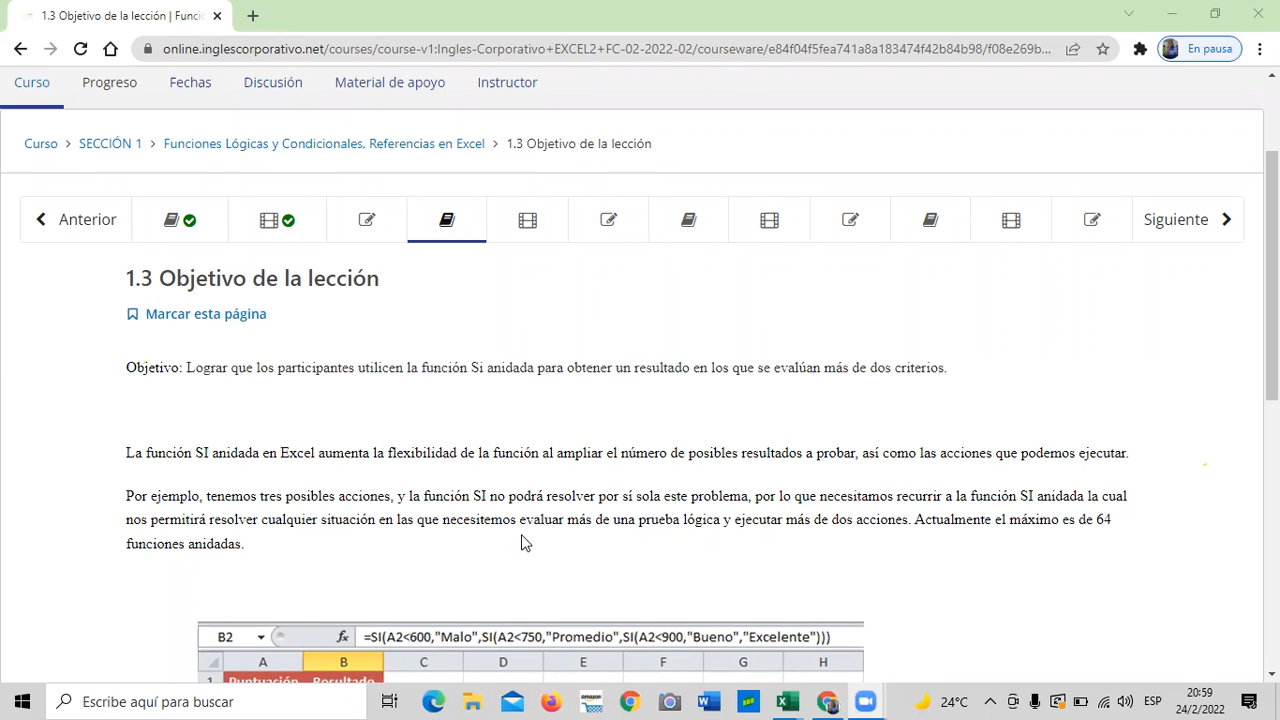 1.3 Objetivo de la lección | Funci
online.inglescorporativo.net/courses/course-v1:Ingles-Corporativo+EXCEL2+FC-02-2022-02/courseware/e84f04f5fea741a8a183474f42b84b98/f08e269b...
En pausa
Curso Progreso Fechas Discusión Material de apoyo Instructor
Curso > SECCIÓN 1 > Funciones Lógicas y Condicionales, Referencias en Excel > 1.3 Objetivo de la lección
Anterior Siguiente
1.3 Objetivo de la lección
Marcar esta página
Objetivo: Lograr que los participantes utilicen la función Si anidada para obtener un resultado en los que se evalúan más de dos criterios.
La función SI anidada en Excel aumenta la flexibilidad de la función al ampliar el número de posibles resultados a probar, así como las acciones que podemos ejecutar.
Por ejemplo, tenemos tres posibles acciones, y la función SI no podrá resolver por sí sola este problema, por lo que necesitamos recurrir a la función SI anidada la cual
nos permitirá resolver cualquier situación en las que necesitemos evaluar más de una prueba lógica y ejecutar más de dos acciones. Actualmente el máximo es de 64
funciones anidadas.
B2 fx =SI(A2<600,"Malo",SI(A2<750,"Promedio",SI(A2<900,"Bueno","Excelente")))
A B C D E F G H
1 Puntuación Resultado
Escribe aquí para buscar
amazon
24°C ESP 20:59
24/2/2022